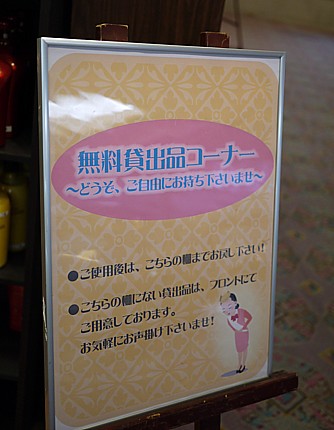 無料貸出品コーナー
～どうぞ、ご自由にお持ち下さいませ～
●ご使用後は、こちらの棚までお戻し下さい！
●こちらの棚にない貸出品は、フロントにて
ご用意しております。
お気軽にお声掛け下さいませ！